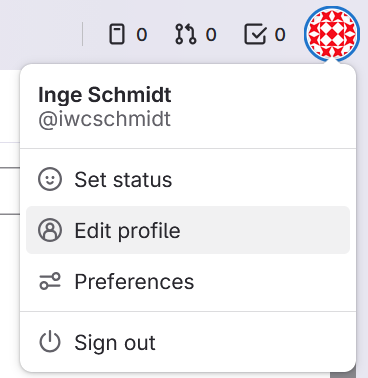 0 0 0
Inge Schmidt
@iwcschmidt
Set status
Edit profile
Preferences
Sign out